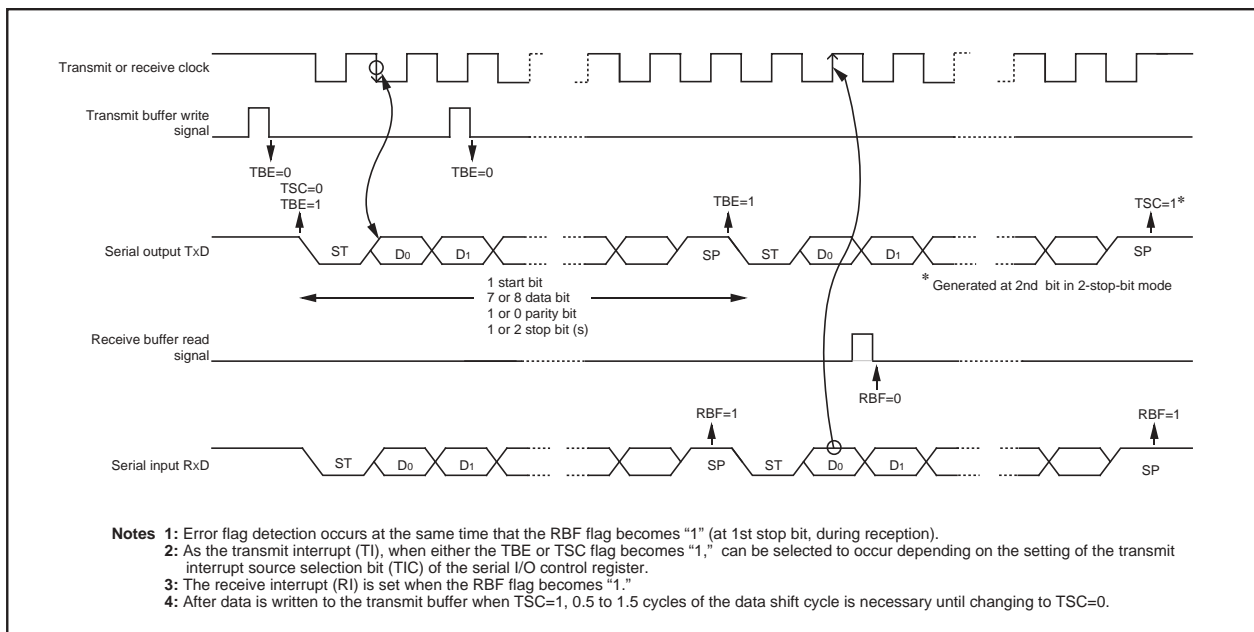 Transmit or receive clock
Transmit buffer write
signal
TBE=0
TBE=0
TSC=0
TBE=1
TBE=1
TSC=1*
Serial output TxD
ST
D0
D1
SP
ST
D0
D1
SP
1 start bit
7 or 8 data bit
1 or 0 parity bit
1 or 2 stop bit (s)
* Generated at 2nd bit in 2-stop-bit mode
Receive buffer read
signal
RBF=0
RBF=1
RBF=1
Serial input RxD
ST
D0
D1
SP
ST
D0
D1
SP
Notes 1: Error flag detection occurs at the same time that the RBF flag becomes “1” (at 1st stop bit, during reception).
2: As the transmit interrupt (TI), when either the TBE or TSC flag becomes “1,” can be selected to occur depending on the setting of the transmit
interrupt source selection bit (TIC) of the serial I/O control register.
3: The receive interrupt (RI) is set when the RBF flag becomes “1.”
4: After data is written to the transmit buffer when TSC=1, 0.5 to 1.5 cycles of the data shift cycle is necessary until changing to TSC=0.